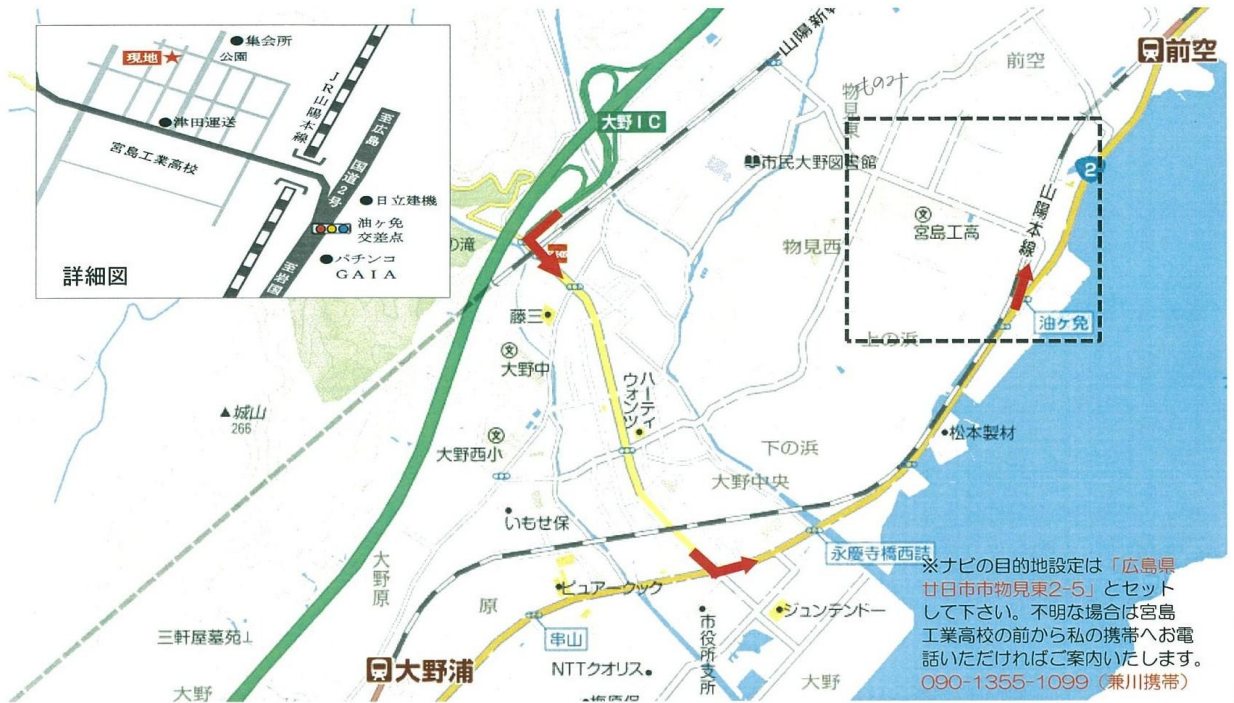 現地★
●集会所
公園
●津田運送
JR山陽本線
宮島工業高校
至広島
国道2号
●日立建機
油ヶ免
交差点
●パチンコ
GAIA
至岩国
詳細図
山陽新
前空
前空
物見東
ものみ
大野IC
市民大野図書館
2
山陽本線
宮島工高
物見西
の滝
藤三
大野中
上の浜
油ヶ免
ハーティ
ウォンツ
▲城山
266
大野西小
松本製材
下の浜
大野中央
いもせ保
永慶寺橋西詰
大野原
原
ピュアークック
ジュンテンドー
市役所支所
串山
三軒屋墓苑
大野浦
NTTクオリス
大野
大野
梅原保
※ナビの目的地設定は「広島県
廿日市市物見東2-5」とセット
して下さい。不明な場合は宮島
工業高校の前から私の携帯へお電
話いただければご案内いたします。
090-1355-1099（兼川携帯）